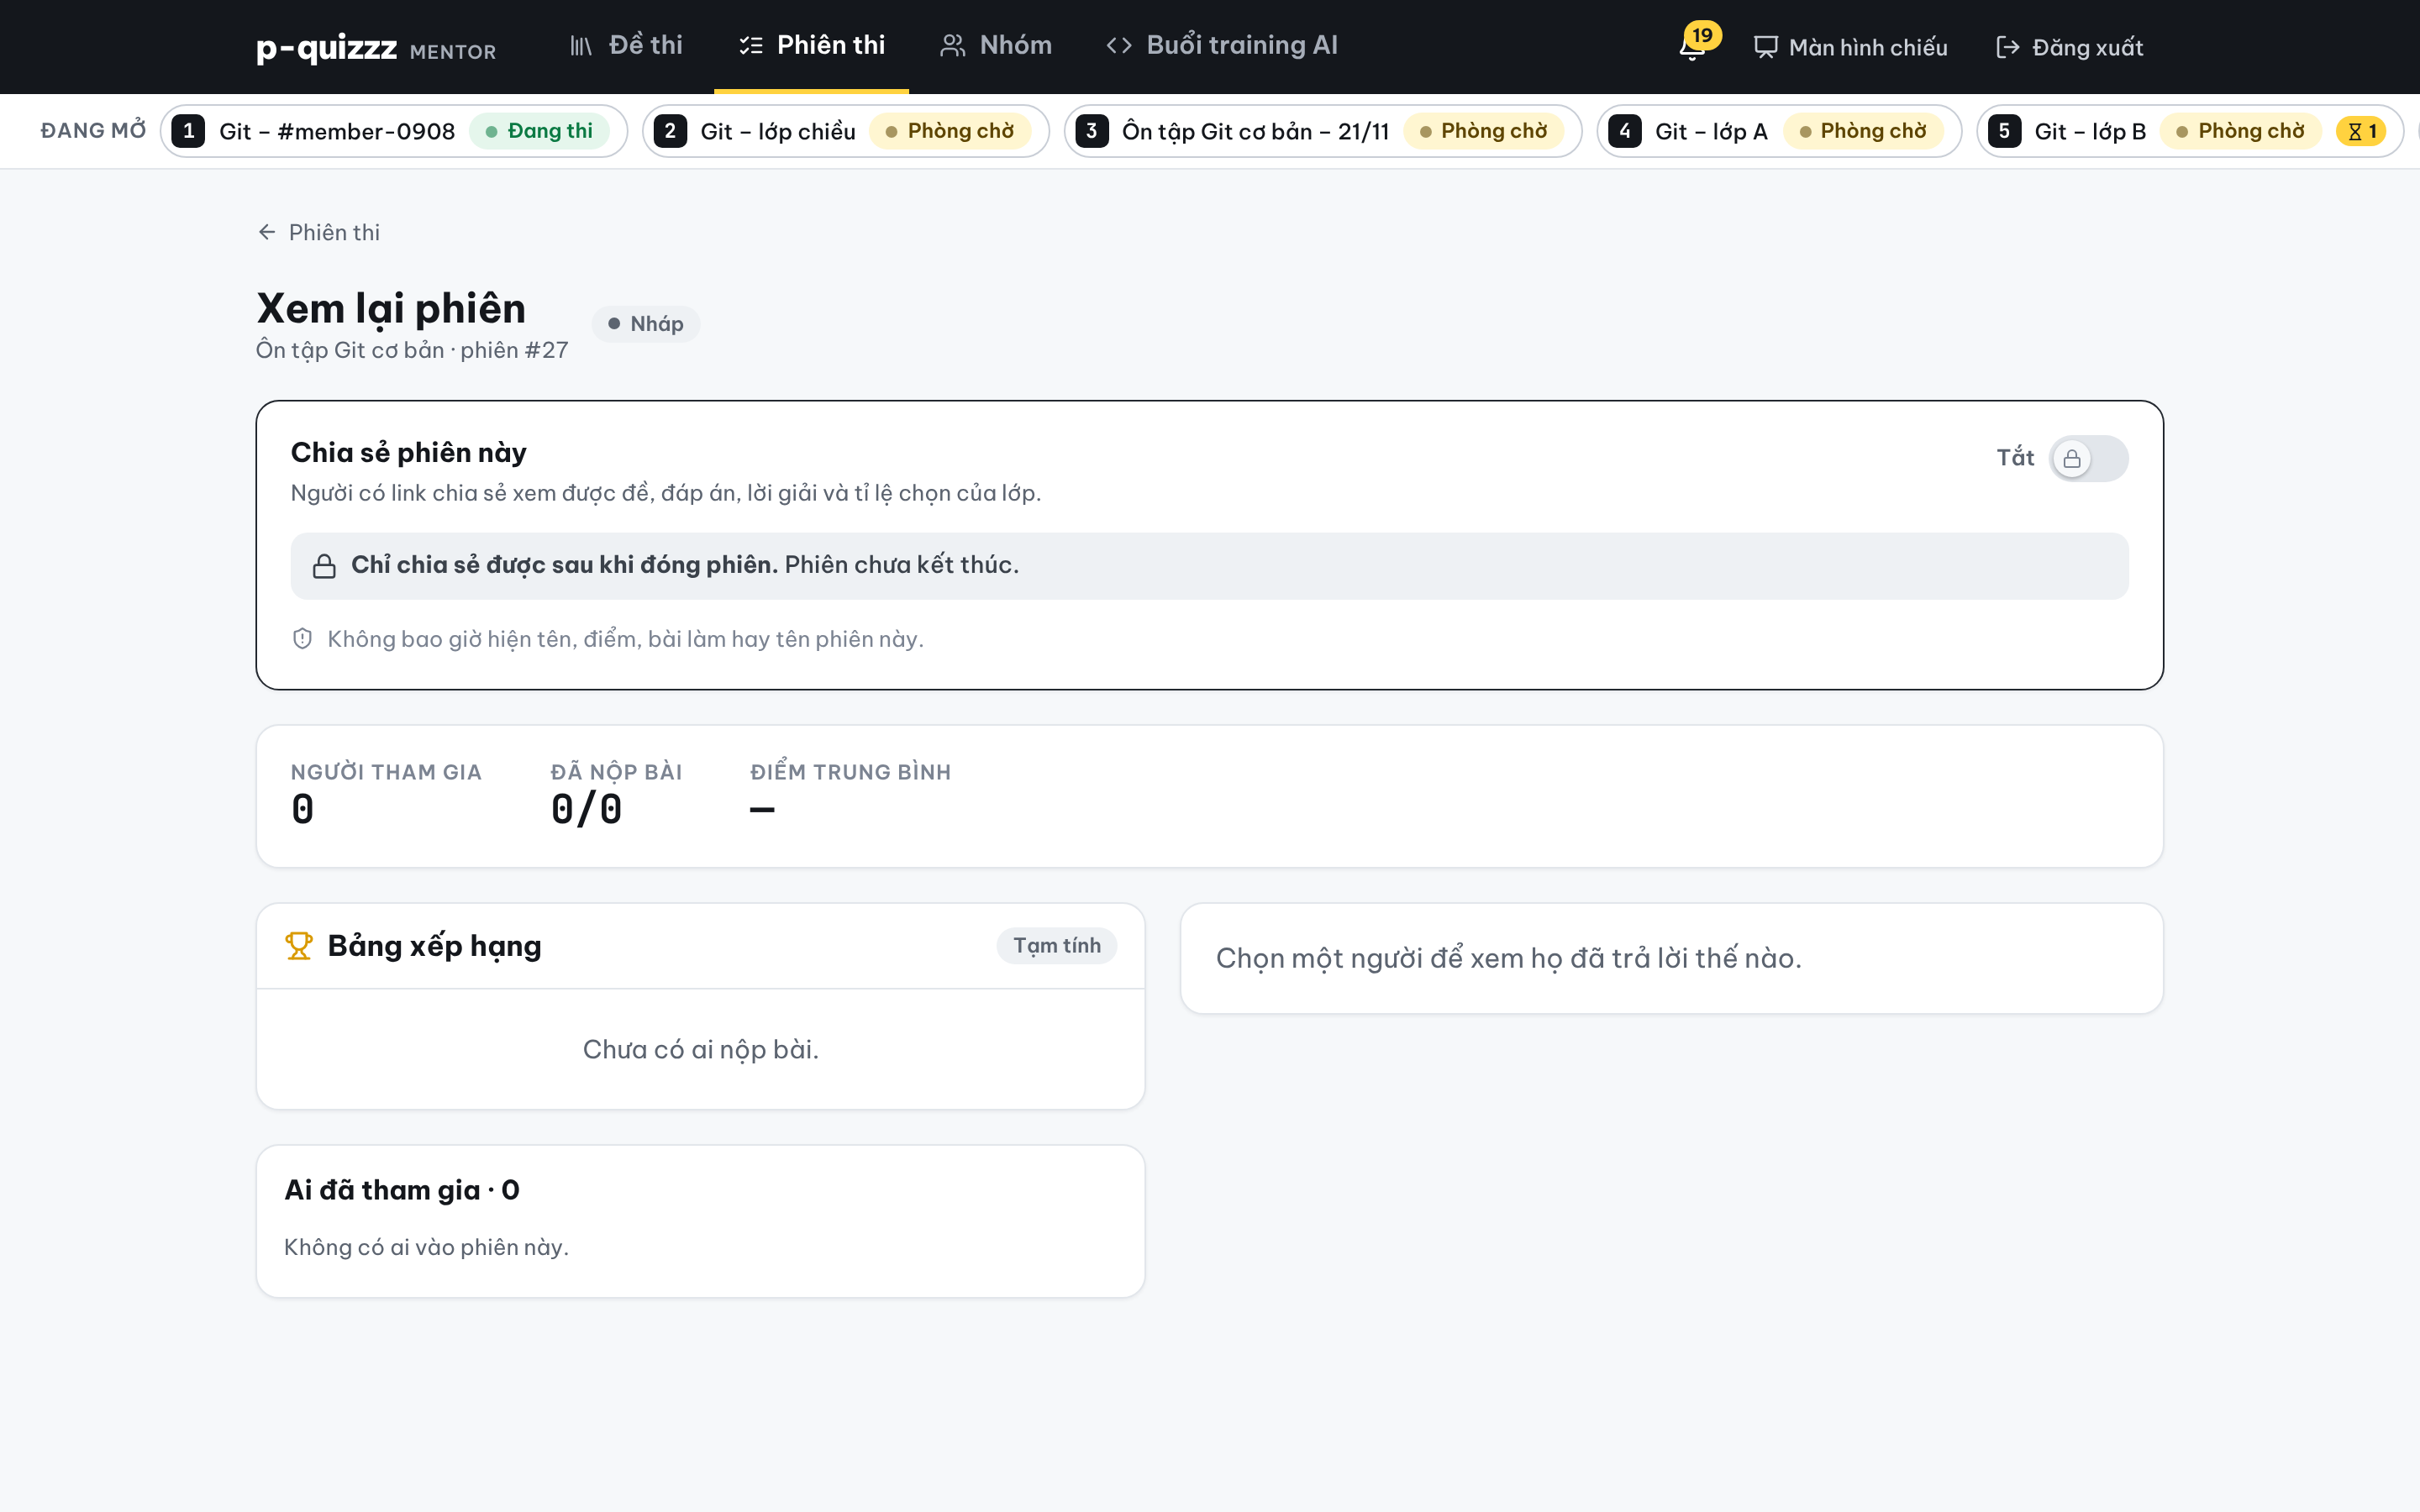 p-quizzz MENTOR
Đề thi
Phiên thi
Nhóm
Buổi training AI
19
Màn hình chiếu
Đăng xuất
ĐANG MỞ
1 Git – #member-0908 Đang thi
2 Git – lớp chiều Phòng chờ
3 Ôn tập Git cơ bản – 21/11 Phòng chờ
4 Git – lớp A Phòng chờ
5 Git – lớp B Phòng chờ 1
Phiên thi
Xem lại phiên
Nháp
Ôn tập Git cơ bản · phiên #27
Chia sẻ phiên này
Tắt
Người có link chia sẻ xem được đề, đáp án, lời giải và tỉ lệ chọn của lớp.
Chỉ chia sẻ được sau khi đóng phiên. Phiên chưa kết thúc.
Không bao giờ hiện tên, điểm, bài làm hay tên phiên này.
NGƯỜI THAM GIA
0
ĐÃ NỘP BÀI
0/0
ĐIỂM TRUNG BÌNH
–
Bảng xếp hạng
Tạm tính
Chưa có ai nộp bài.
Chọn một người để xem họ đã trả lời thế nào.
Ai đã tham gia · 0
Không có ai vào phiên này.